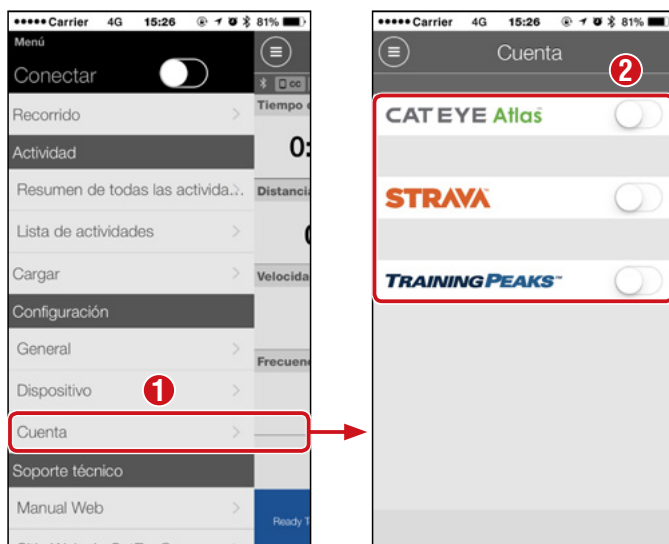 Carrier 4G 15:26 81%
Menú
Conectar
Recorrido
Actividad
Resumen de todas las activida...
Lista de actividades
Cargar
Configuración
General
Dispositivo
1
Cuenta
Soporte técnico
Manual Web
cc
Tiempo
0:
Distancia
0
Velocida
Frecuen
Ready T
Carrier 4G 15:26 81%
Cuenta
2
CATEYE Atlas
STRAVA
TRAININGPEAKS